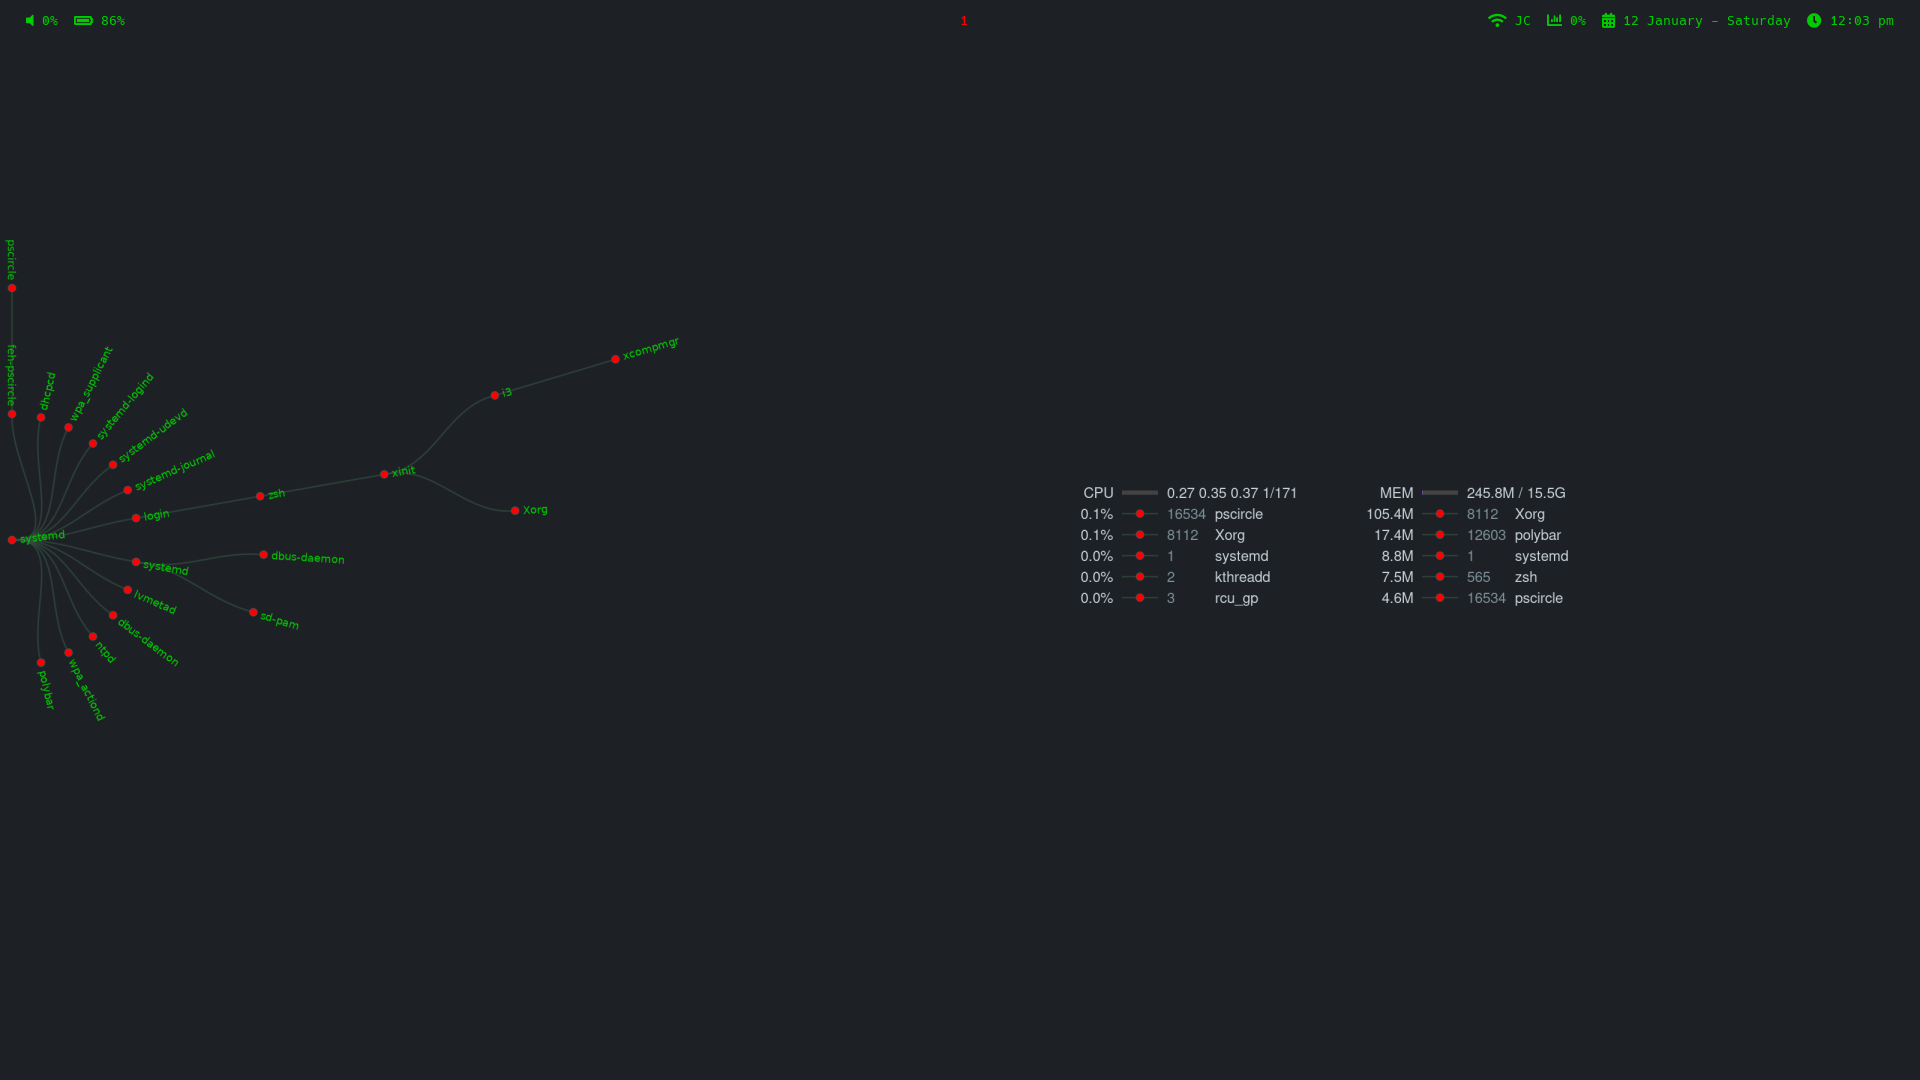 0% 86% 1 JC 0% 12 January - Saturday 12:03 pm
pscircle
feh-pscircle
dhcpcd
wpa_supplicant
systemd-logind
systemd-udevd
systemd-journal
login
zsh
xinit
i3
xcompmgr
Xorg
systemd
systemd
dbus-daemon
sd-pam
lvmetad
dbus-daemon
ntpd
wpa_actiond
polybar
CPU 0.27 0.35 0.37 1/171
0.1% 16534 pscircle
0.1% 8112 Xorg
0.0% 1 systemd
0.0% 2 kthreadd
0.0% 3 rcu_gp
MEM 245.8M / 15.5G
105.4M 8112 Xorg
17.4M 12603 polybar
8.8M 1 systemd
7.5M 565 zsh
4.6M 16534 pscircle